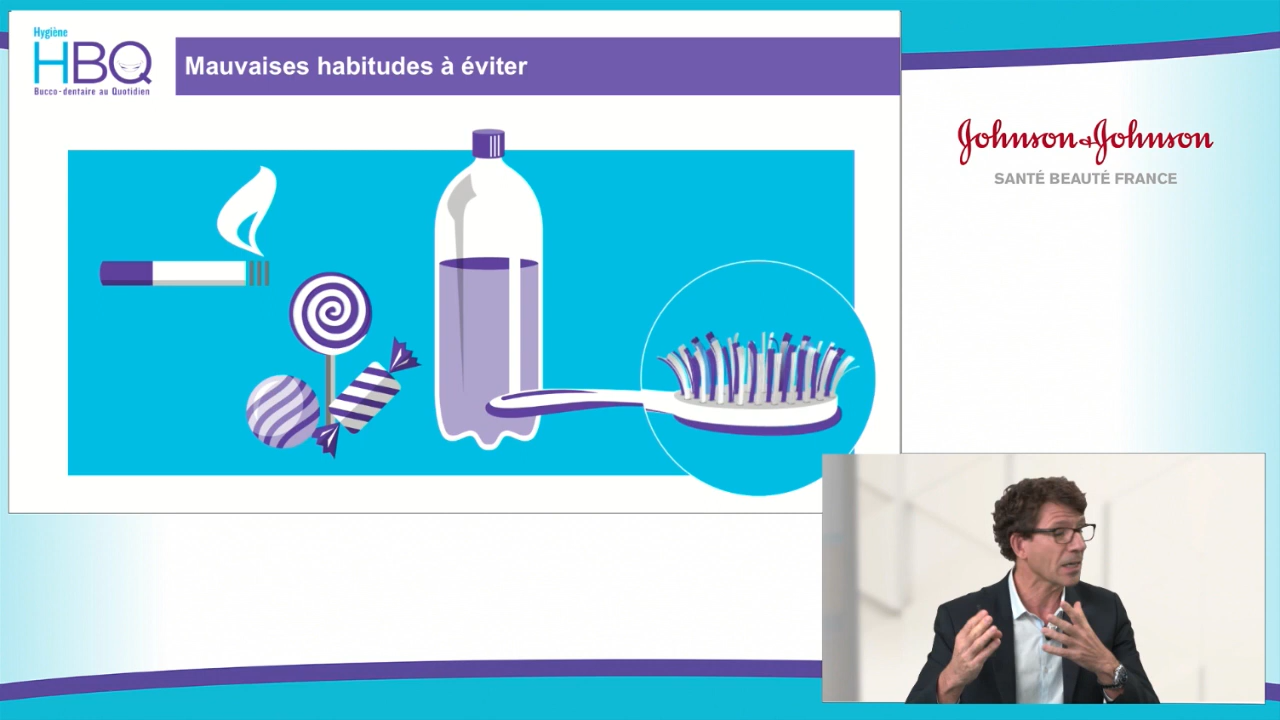 Hygiène
HBQ
Bucco-dentaire au Quotidien
Mauvaises habitudes à éviter
Johnson & Johnson
SANTÉ BEAUTÉ FRANCE